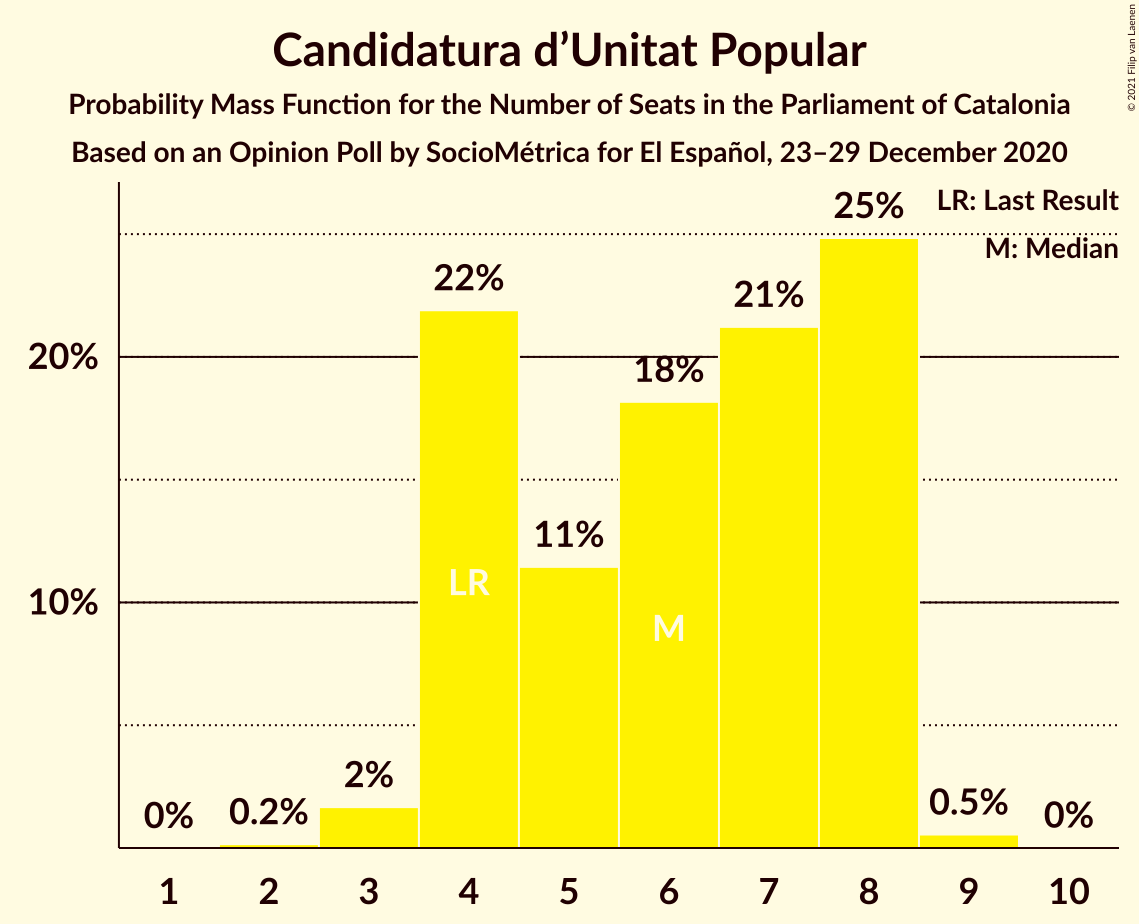 Candidatura d’Unitat Popular
Probability Mass Function for the Number of Seats in the Parliament of Catalonia
Based on an Opinion Poll by SocioMétrica for El Español, 23–29 December 2020
© 2021 Filip van Laenen
LR: Last Result
M: Median
20%
10%
0%
0.2%
2%
22%
11%
18%
21%
25%
0.5%
0%
LR
M
1 2 3 4 5 6 7 8 9 10